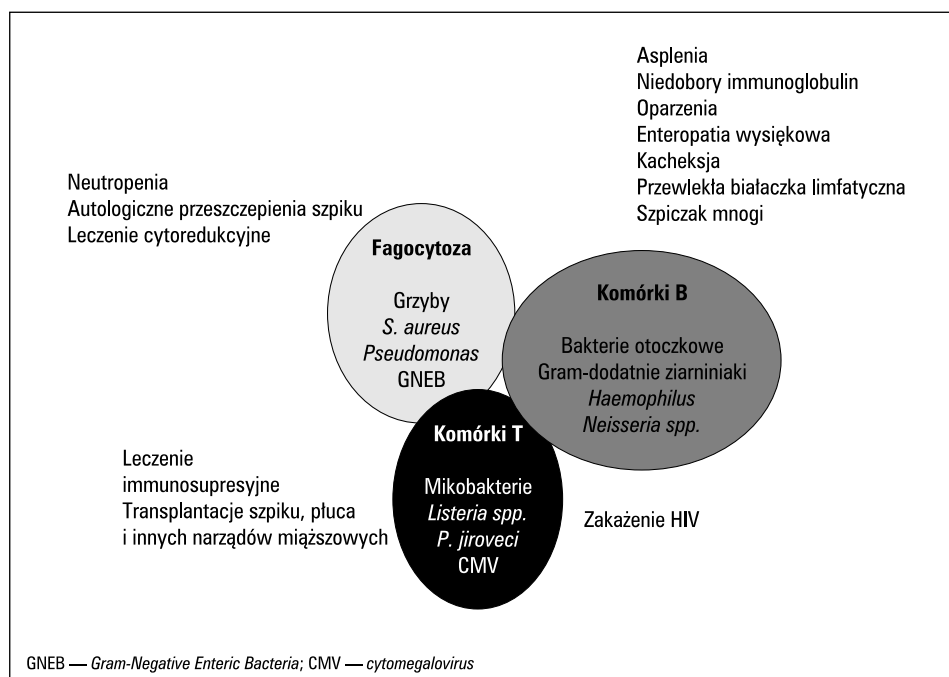 Asplenia
Niedobory immunoglobulin
Oparzenia
Enteropatia wysiękowa
Kacheksja
Przewlekła białaczka limfatyczna
Szpiczak mnogi
Neutropenia
Autologiczne przeszczepienia szpiku
Leczenie cytoredukcyjne
Fagocytoza
Grzyby
S. aureus
Pseudomonas
GNEB
Komórki B
Bakterie otoczkowe
Gram-dodatnie ziarniniaki
Haemophilus
Neisseria spp.
Komórki T
Mikobakterie
Listeria spp.
P. jiroveci
CMV
Leczenie
immunosupresyjne
Transplantacje szpiku, płuca
i innych narządów miąższowych
Zakażenie HIV
GNEB — Gram-Negative Enteric Bacteria; CMV — cytomegalovirus